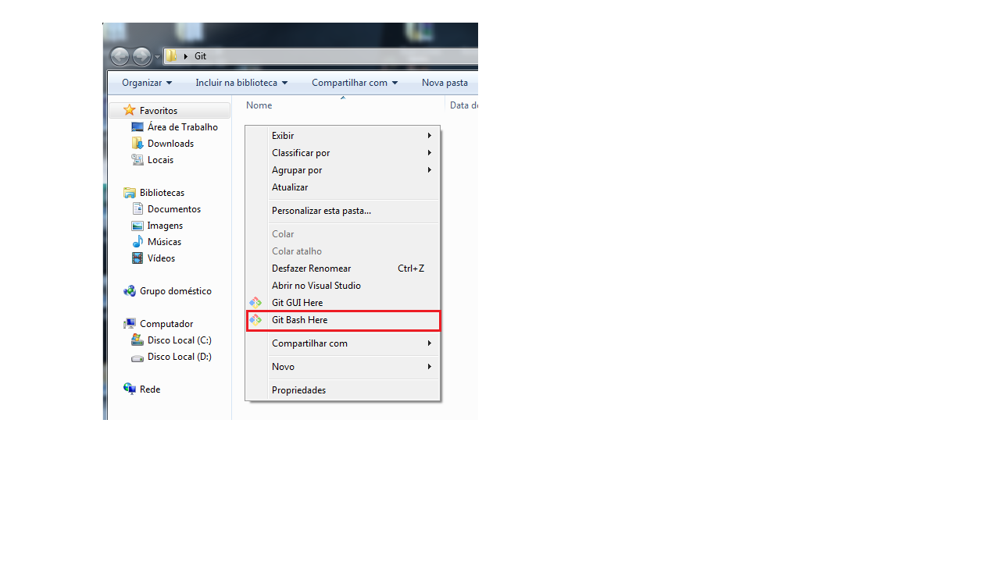 Git
Organizar Incluir na biblioteca Compartilhar com Nova pasta
Nome Data
Favoritos
Área de Trabalho
Downloads
Locais
Bibliotecas
Documentos
Imagens
Músicas
Vídeos
Grupo doméstico
Computador
Disco Local (C:)
Disco Local (D:)
Rede
Exibir
Classificar por
Agrupar por
Atualizar
Personalizar esta pasta...
Colar
Colar atalho
Desfazer Renomear Ctrl+Z
Abrir no Visual Studio
Git GUI Here
Git Bash Here
Compartilhar com
Novo
Propriedades